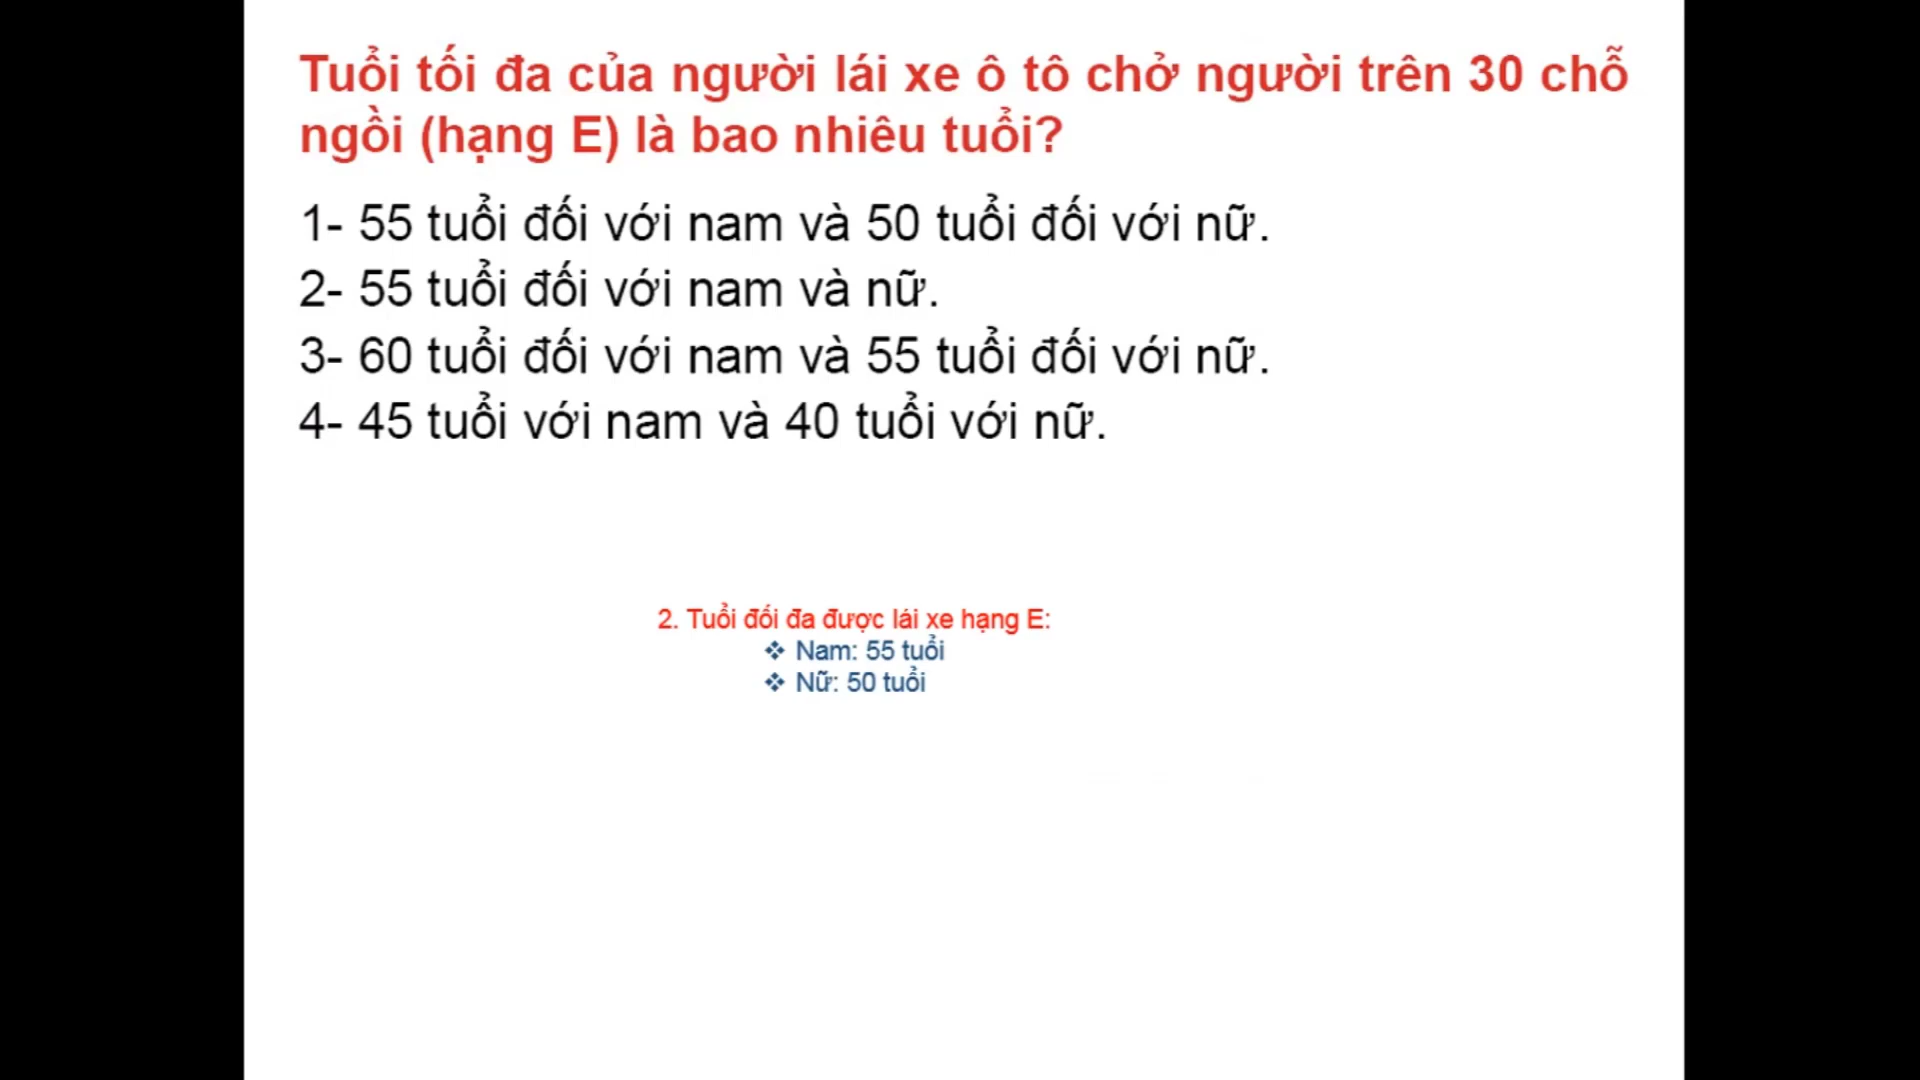 Tuổi tối đa của người lái xe ô tô chở người trên 30 chỗ
ngồi (hạng E) là bao nhiêu tuổi?
1- 55 tuổi đối với nam và 50 tuổi đối với nữ.
2- 55 tuổi đối với nam và nữ.
3- 60 tuổi đối với nam và 55 tuổi đối với nữ.
4- 45 tuổi với nam và 40 tuổi với nữ.
2. Tuổi đối đa được lái xe hạng E:
❖ Nam: 55 tuổi
❖ Nữ: 50 tuổi